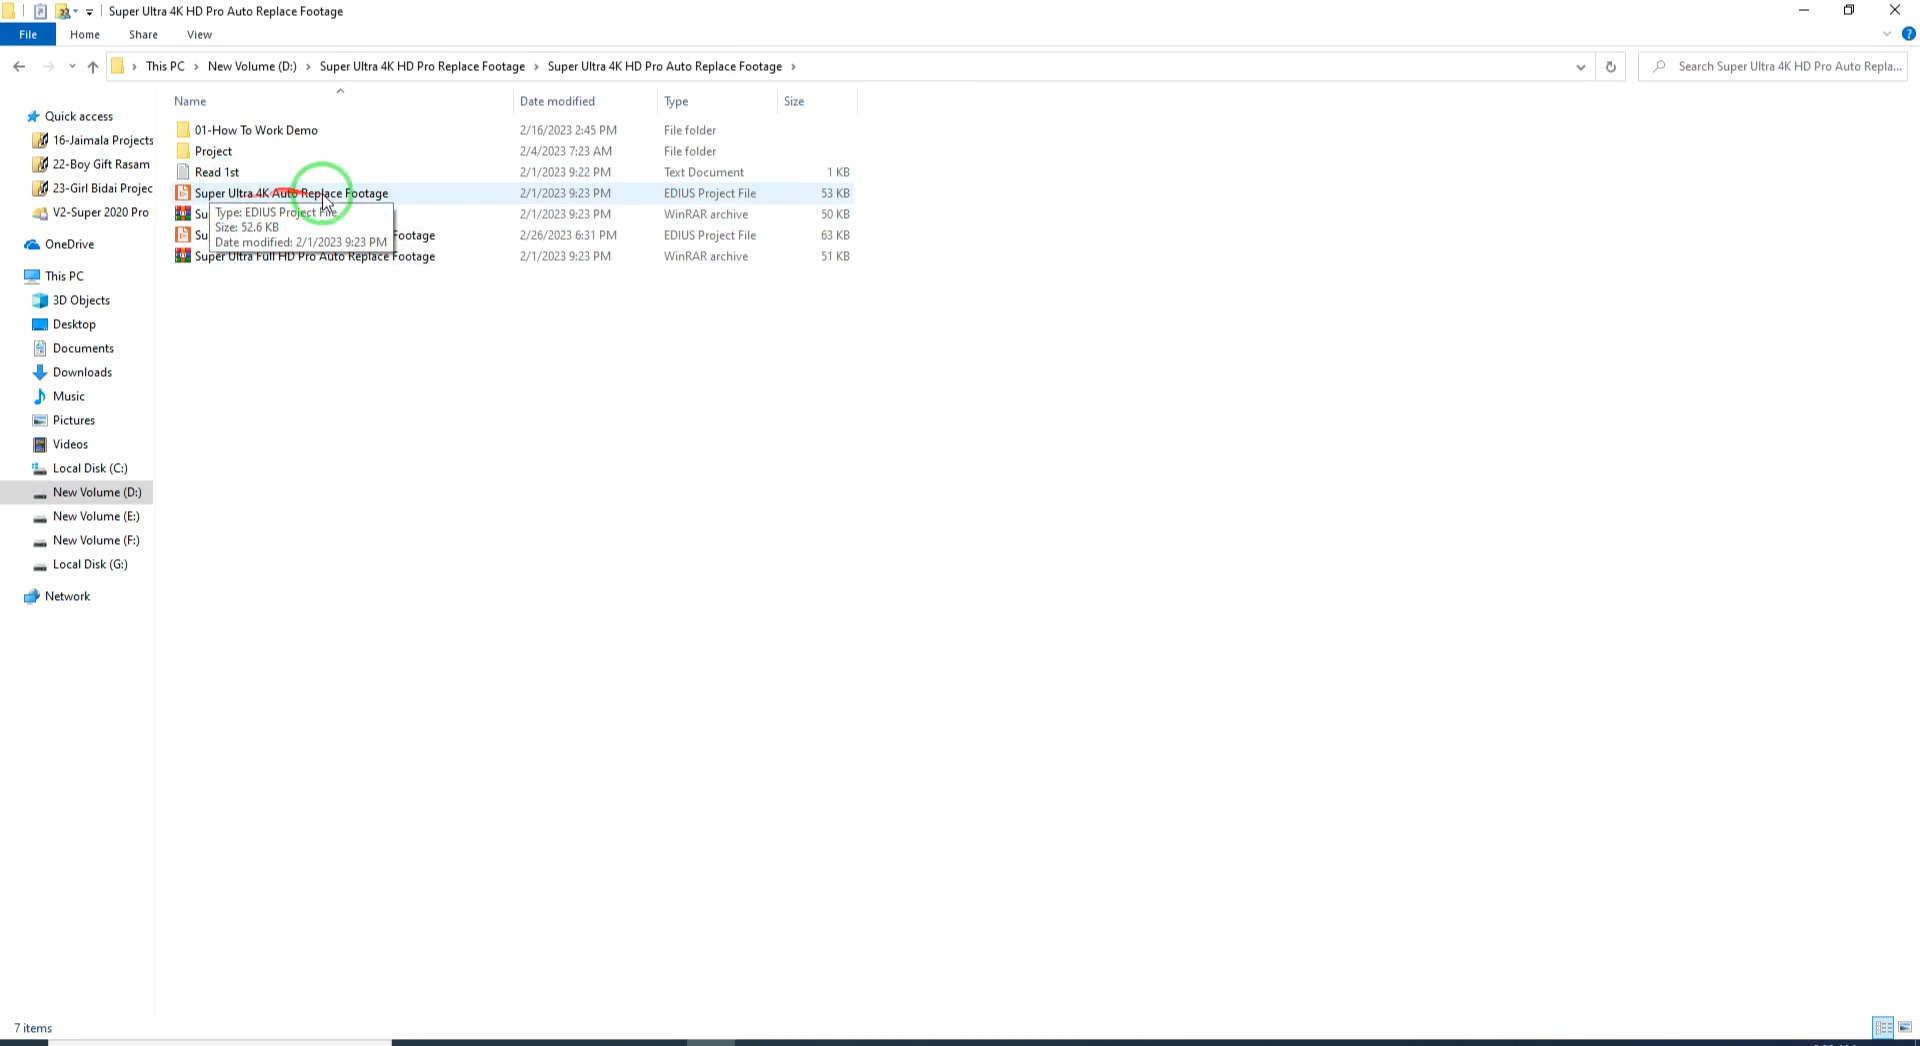 Super Ultra 4K HD Pro Auto Replace Footage
File Home Share View
This PC New Volume (D:) Super Ultra 4K HD Pro Replace Footage Super Ultra 4K HD Pro Auto Replace Footage
Search Super Ultra 4K HD Pro Auto Repla...
Name Date modified Type Size
Quick access
16-Jaimala Projects
22-Boy Gift Rasam
23-Girl Bidai Projec
V2-Super 2020 Pro
OneDrive
This PC
3D Objects
Desktop
Documents
Downloads
Music
Pictures
Videos
Local Disk (C:)
New Volume (D:)
New Volume (E:)
New Volume (F:)
Local Disk (G:)
Network
01-How To Work Demo 2/16/2023 2:45 PM File folder
Project 2/4/2023 7:23 AM File folder
Read 1st 2/1/2023 9:22 PM Text Document 1 KB
Super Ultra 4K Auto Replace Footage 2/1/2023 9:23 PM EDIUS Project File 53 KB
Su 2/1/2023 9:23 PM WinRAR archive 50 KB
Su Footage 2/26/2023 6:31 PM EDIUS Project File 63 KB
Super Ultra Full HD Pro Auto Replace Footage 2/1/2023 9:23 PM WinRAR archive 51 KB
Type: EDIUS Project File
Size: 52.6 KB
Date modified: 2/1/2023 9:23 PM
7 items